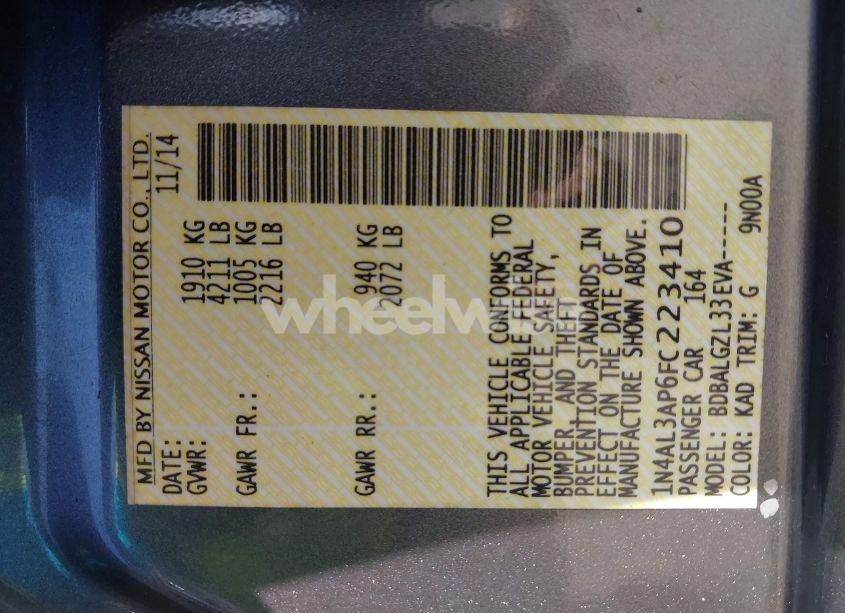 MFD BY NISSAN MOTOR CO., LTD.
DATE: 11/14
GVWR: 1910 KG
4211 LB
GAWR FR.: 1005 KG
2216 LB
GAWR RR.: 940 KG
2072 LB
THIS VEHICLE CONFORMS TO
ALL APPLICABLE FEDERAL
MOTOR VEHICLE SAFETY,
BUMPER, AND THEFT
PREVENTION STANDARDS IN
EFFECT ON THE DATE OF
MANUFACTURE SHOWN ABOVE.
1N4AL3AP6FC223410
PASSENGER CAR 164
MODEL: BDBALGZL33EVA-----
COLOR: KAD TRIM: G 9N00A